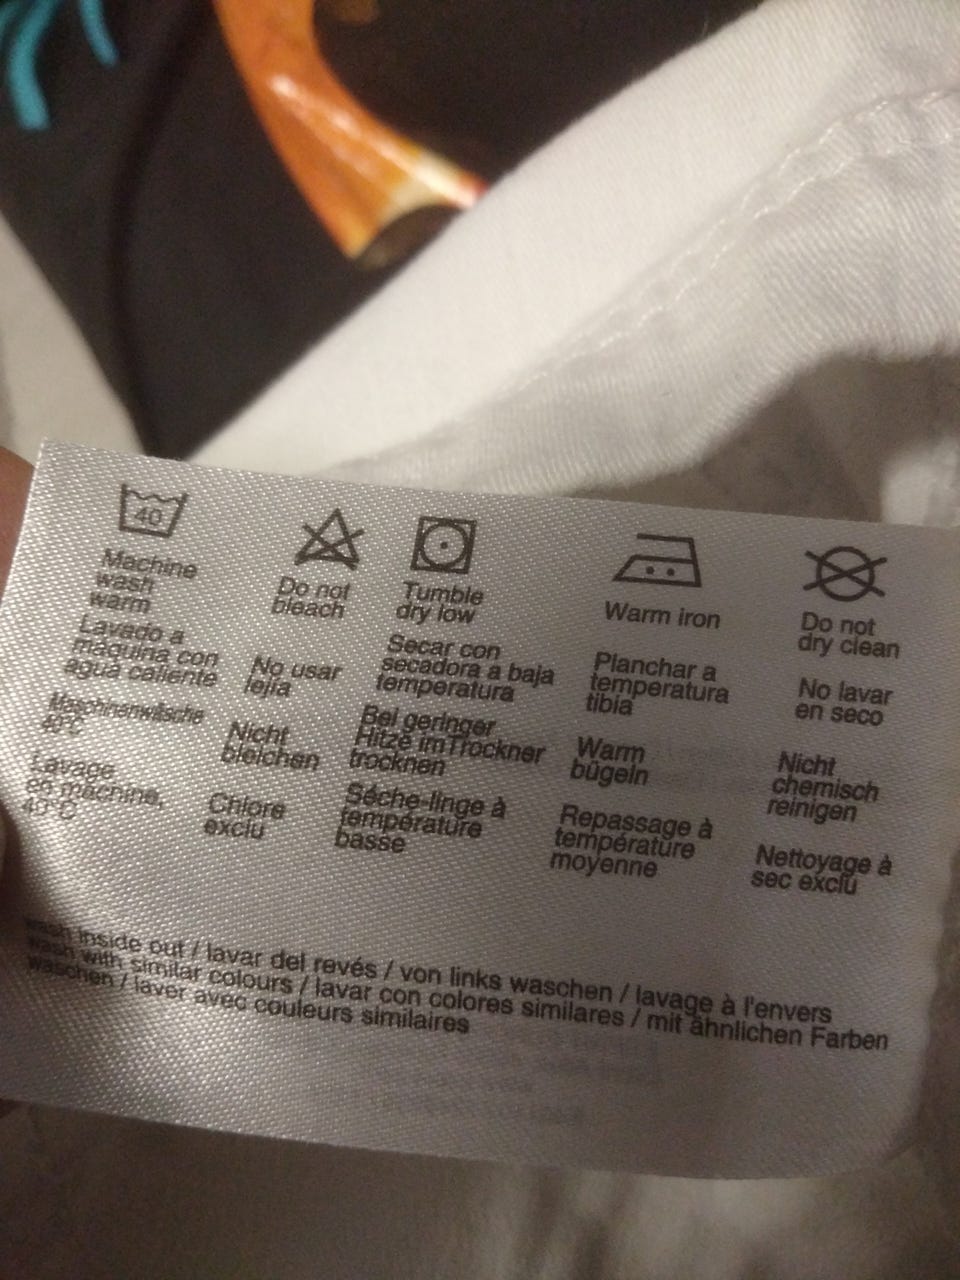 40
Machine
wash
warm
Lavado a
máquina con
agua caliente
Maschinenwäsche
40°C
Lavage
en machine,
40°C
Do not
bleach
No usar
lejía
Nicht
bleichen
Chlore
exclu
Tumble
dry low
Secar con
secadora a baja
temperatura
Bei geringer
Hitze imTrockner
trocknen
Séche-linge à
température
basse
Warm iron
Planchar a
temperatura
tibia
Warm
bügeln
Repassage à
température
moyenne
Do not
dry clean
No lavar
en seco
Nicht
chemisch
reinigen
Nettoyage à
sec exclu
wash inside out / lavar del revés / von links waschen / lavage à l'envers
wash with similar colours / lavar con colores similares / mit ähnlichen Farben
waschen / laver avec couleurs similaires